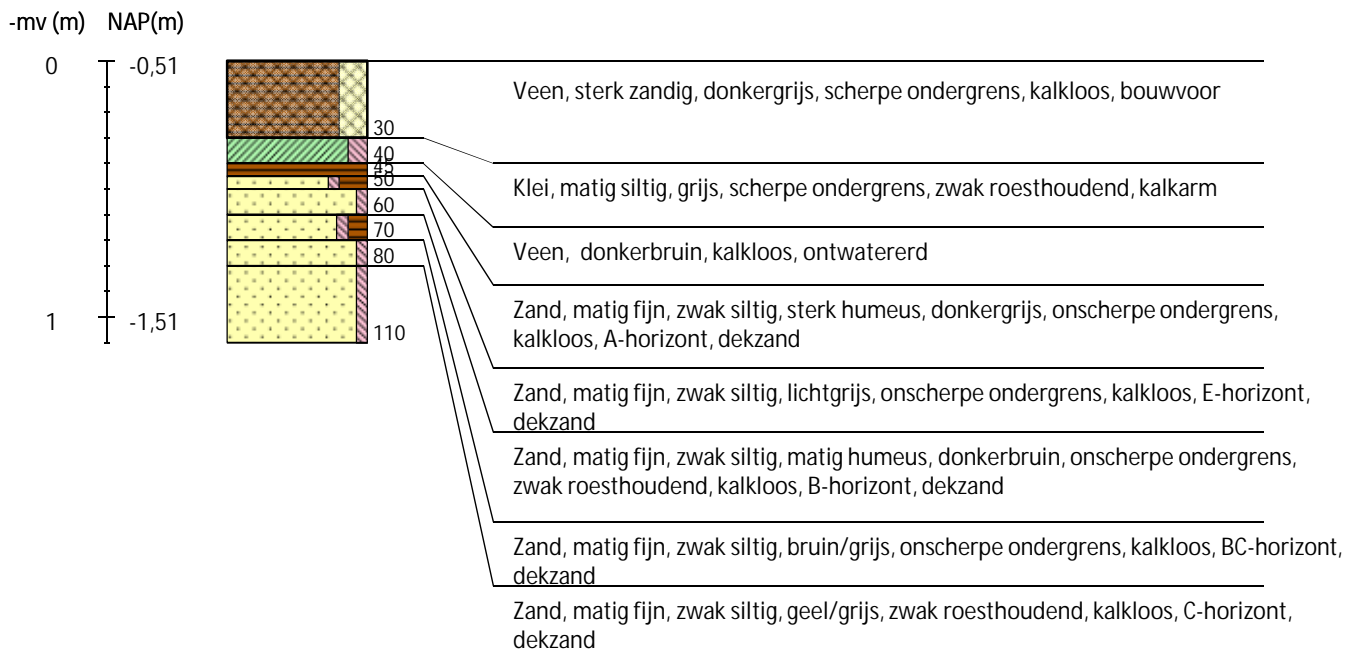 -mv (m) NAP(m)
0 -0,51
Veen, sterk zandig, donkergrijs, scherpe ondergrens, kalkloos, bouwvoor
30
40
Klei, matig siltig, grijs, scherpe ondergrens, zwak roesthoudend, kalkarm
45
50
60
Veen, donkerbruin, kalkloos, ontwatererd
70
80
Zand, matig fijn, zwak siltig, sterk humeus, donkergrijs, onscherpe ondergrens,
kalkloos, A-horizont, dekzand
1 -1,51
110
Zand, matig fijn, zwak siltig, lichtgrijs, onscherpe ondergrens, kalkloos, E-horizont,
dekzand
Zand, matig fijn, zwak siltig, matig humeus, donkerbruin, onscherpe ondergrens,
zwak roesthoudend, kalkloos, B-horizont, dekzand
Zand, matig fijn, zwak siltig, bruin/grijs, onscherpe ondergrens, kalkloos, BC-horizont,
dekzand
Zand, matig fijn, zwak siltig, geel/grijs, zwak roesthoudend, kalkloos, C-horizont,
dekzand